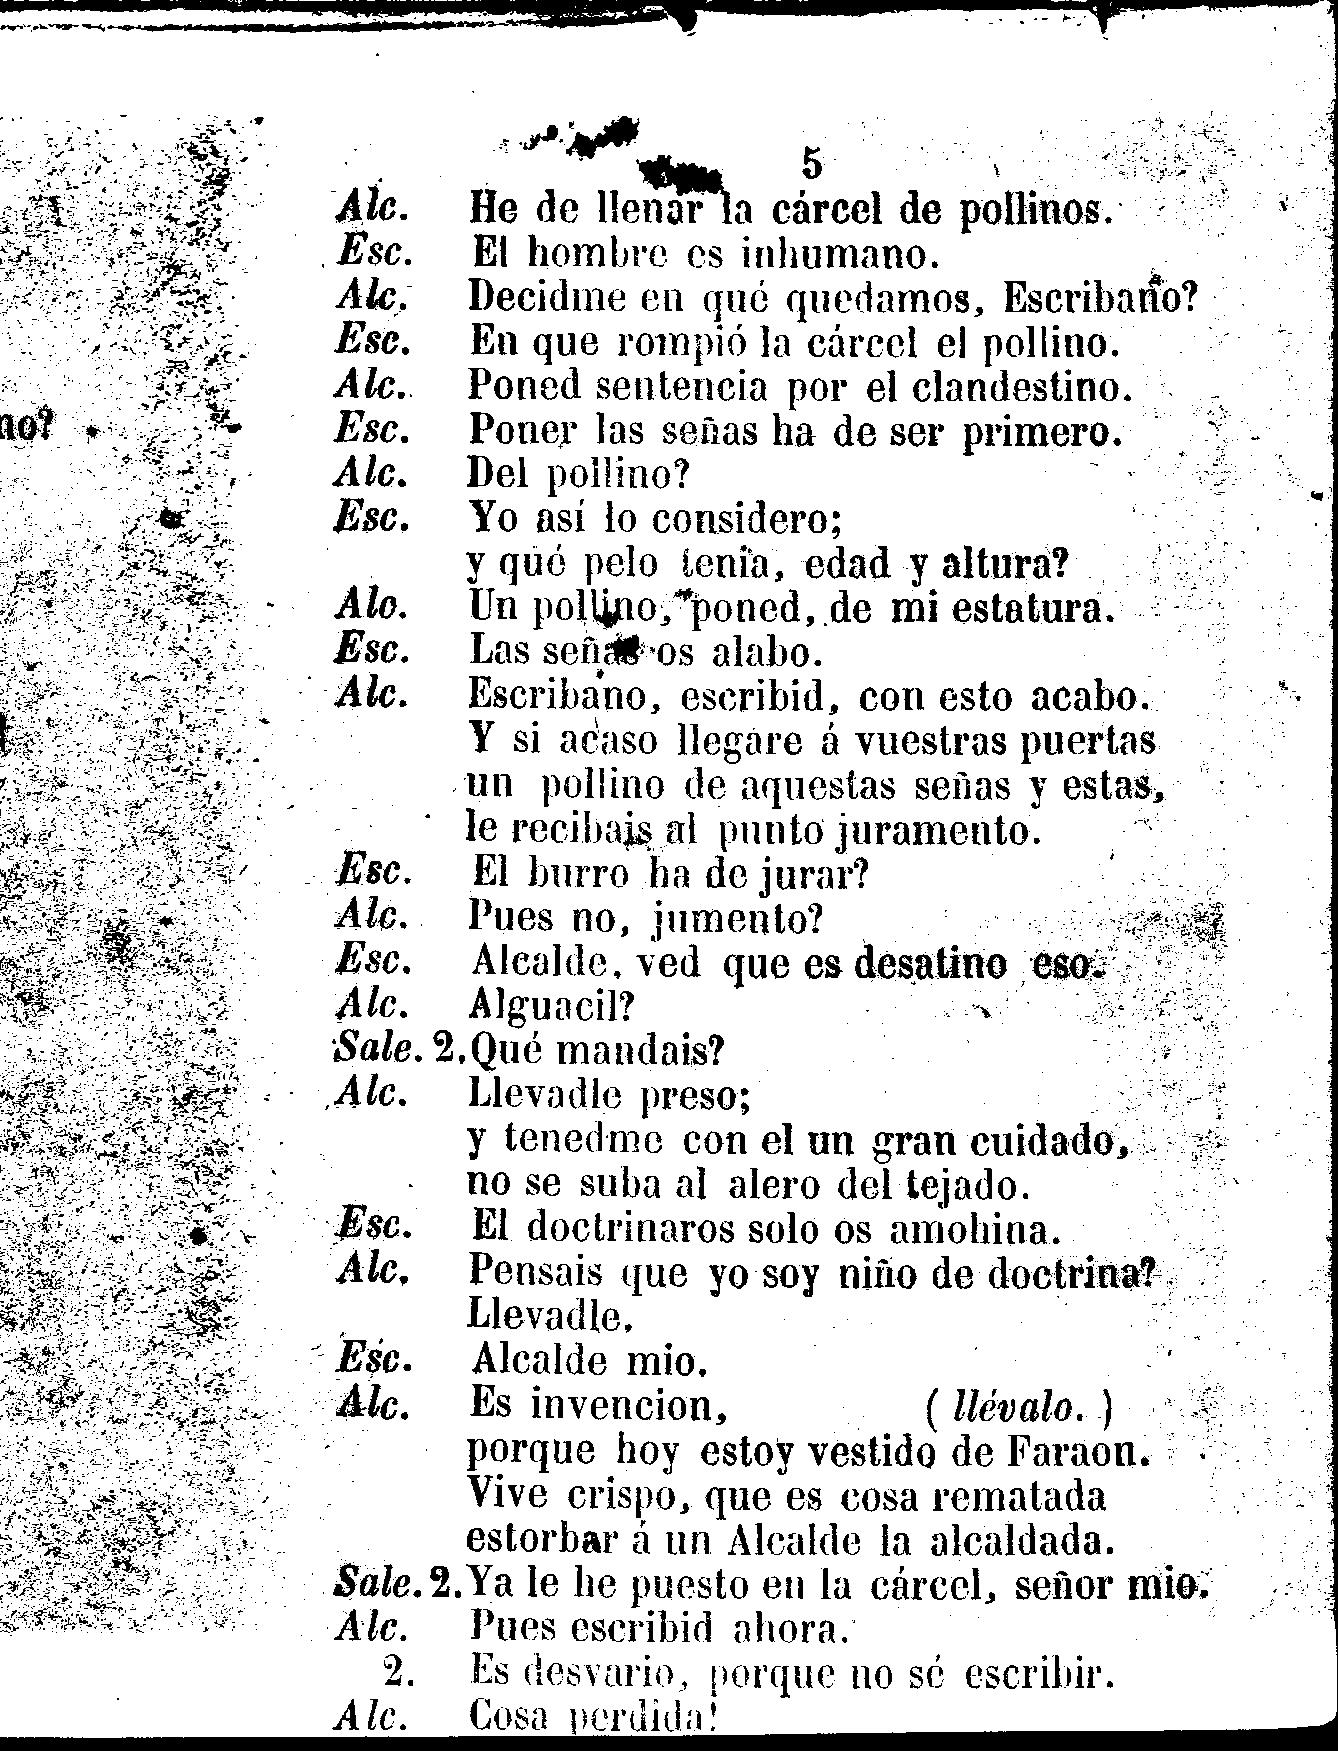 5
Alc. He de llenar la cárcel de pollinos.
Esc. El hombre es inhumano.
Alc. Decidme en qué quedamos, Escribano?
Esc. En que rompió la cárcel el pollino.
Alc. Poned sentencia por el clandestino.
Esc. Poner las señas ha de ser primero.
Alc. Del pollino?
Esc. Yo así lo considero;
y qué pelo tenia, edad y altura?
Alc. Un pollino, poned, de mi estatura.
Esc. Las señas os alabo.
Alc. Escribano, escribid, con esto acabo.
Y si acaso llegare á vuestras puertas
un pollino de aquestas señas y estas,
le recibais al punto juramento.
Esc. El burro ha de jurar?
Alc. Pues no, jumento?
Esc. Alcalde, ved que es desatino eso.
Alc. Alguacil?
Sale. 2. Qué mandais?
Alc. Llevadle preso;
y tenedme con el un gran cuidado,
no se suba al alero del tejado.
Esc. El doctrinaros solo os amohina.
Alc. Pensais que yo soy niño de doctrina?
Llevadle.
Esc. Alcalde mio.
Alc. Es invencion, ( llévalo. )
porque hoy estoy vestido de Faraon.
Vive crispo, que es cosa rematada
estorbar á un Alcalde la alcaldada.
Sale. 2. Ya le he puesto en la cárcel, señor mio.
Alc. Pues escribid ahora.
2. Es desvario, porque no sé escribir.
Alc. Cosa perdida!